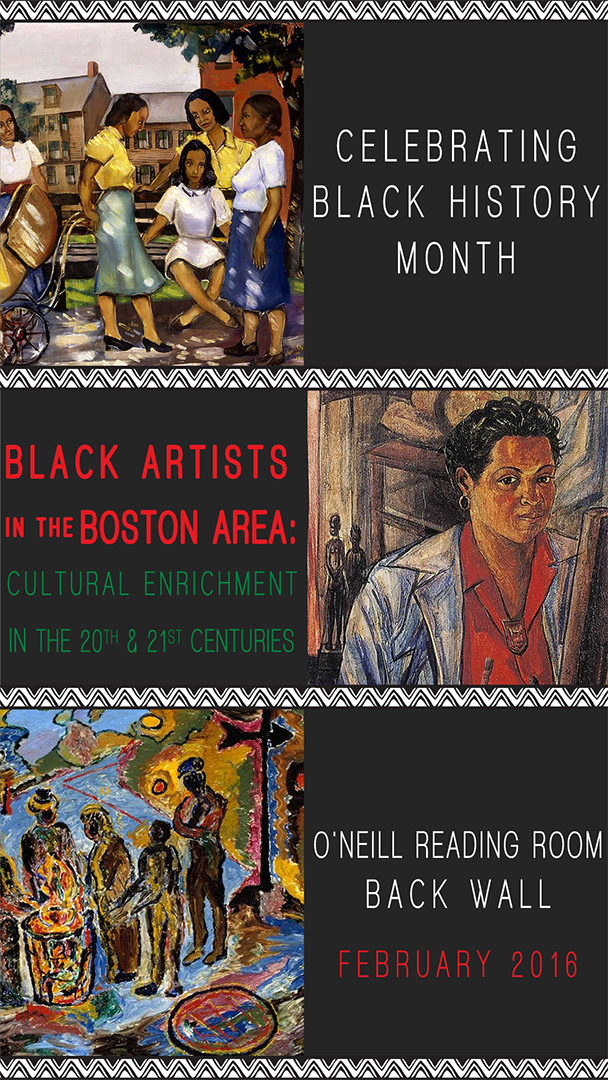 CELEBRATING
BLACK HISTORY
MONTH
BLACK ARTISTS
IN THE BOSTON AREA:
CULTURAL ENRICHMENT
IN THE 20TH & 21ST CENTURIES
O'NEILL READING ROOM
BACK WALL
FEBRUARY 2016